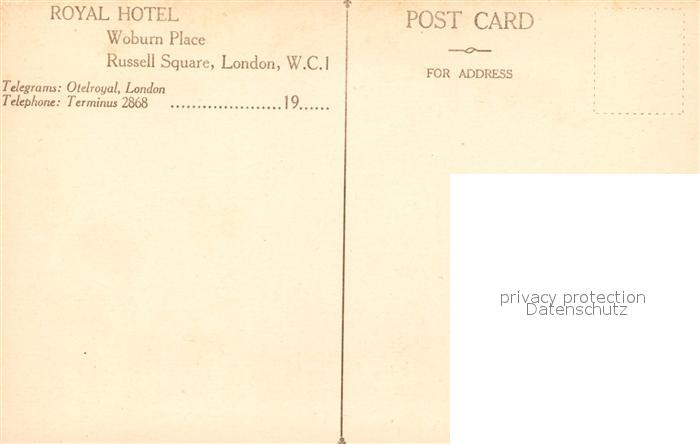 ROYAL HOTEL
Woburn Place
Russell Square, London, W.C.1
Telegrams: Otelroyal, London
Telephone: Terminus 2868 .....................19......
POST CARD
FOR ADDRESS
privacy protection
Datenschutz